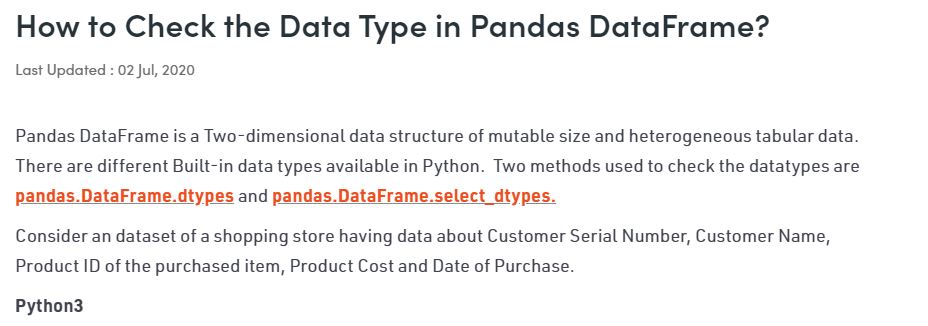 How to Check the Data Type in Pandas DataFrame?
Last Updated : 02 Jul, 2020
Pandas DataFrame is a Two-dimensional data structure of mutable size and heterogeneous tabular data.
There are different Built-in data types available in Python.  Two methods used to check the datatypes are
pandas.DataFrame.dtypes and pandas.DataFrame.select_dtypes.
Consider an dataset of a shopping store having data about Customer Serial Number, Customer Name,
Product ID of the purchased item, Product Cost and Date of Purchase.
Python3